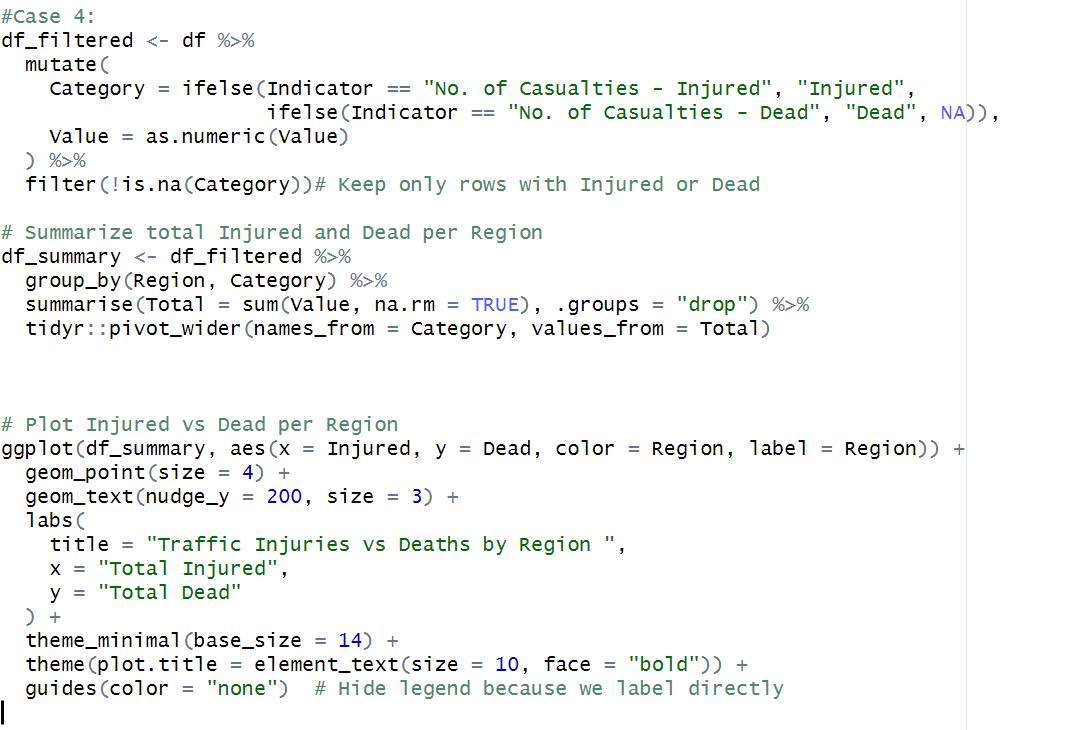 #Case 4:
df_filtered <- df %>%
  mutate(
    Category = ifelse(Indicator == "No. of Casualties - Injured", "Injured",
                      ifelse(Indicator == "No. of Casualties - Dead", "Dead", NA)),
    Value = as.numeric(Value)
  ) %>%
  filter(!is.na(Category))# Keep only rows with Injured or Dead

# Summarize total Injured and Dead per Region
df_summary <- df_filtered %>%
  group_by(Region, Category) %>%
  summarise(Total = sum(Value, na.rm = TRUE), .groups = "drop") %>%
  tidyr::pivot_wider(names_from = Category, values_from = Total)

# Plot Injured vs Dead per Region
ggplot(df_summary, aes(x = Injured, y = Dead, color = Region, label = Region)) +
  geom_point(size = 4) +
  geom_text(nudge_y = 200, size = 3) +
  labs(
    title = "Traffic Injuries vs Deaths by Region ",
    x = "Total Injured",
    y = "Total Dead"
  ) +
  theme_minimal(base_size = 14) +
  theme(plot.title = element_text(size = 10, face = "bold")) +
  guides(color = "none")  # Hide legend because we label directly